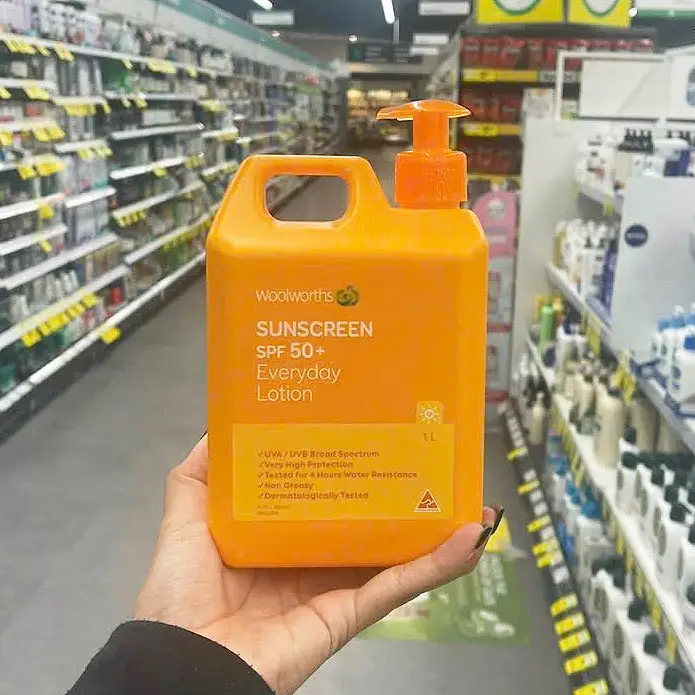 woolworths
SUNSCREEN
SPF 50+
Everyday
Lotion
1 L
✓UVA / UVB Broad Spectrum
✓Very High Protection
✓Tested for 4 Hours Water Resistance
✓Non Greasy
✓Dermatologically Tested
NIVEA